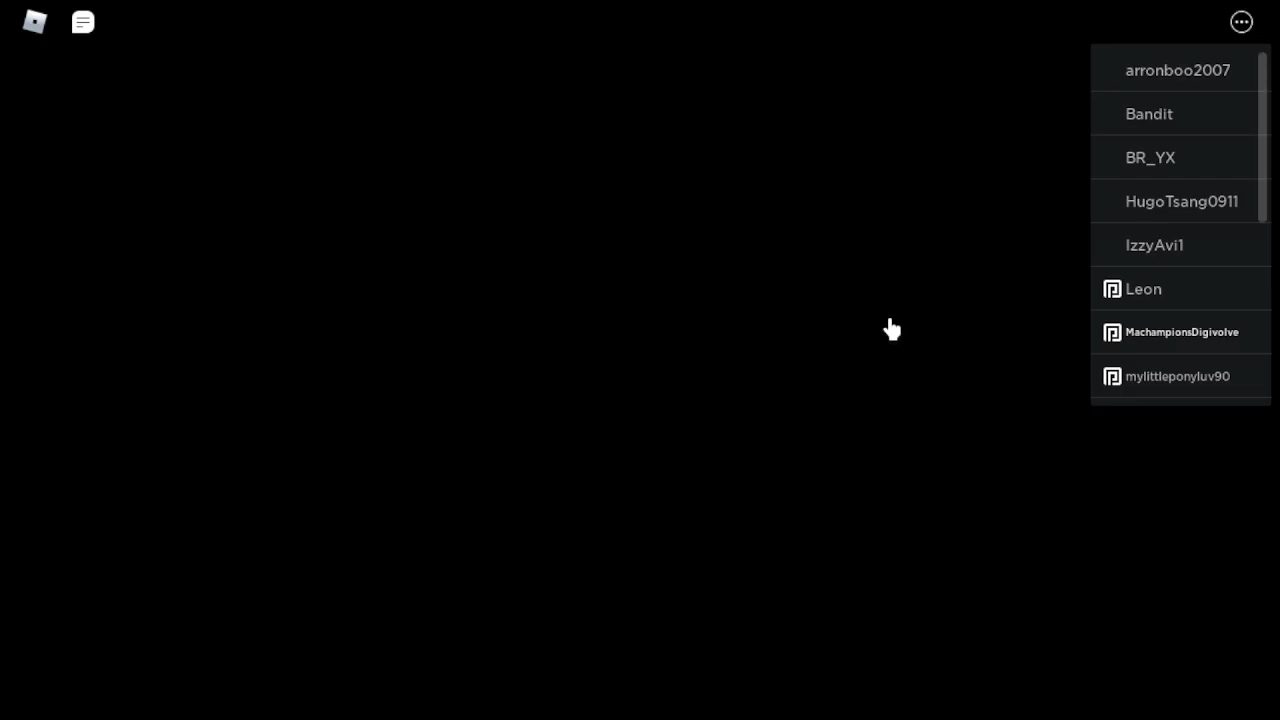 arronboo2007
Bandit
BR_YX
HugoTsang0911
IzzyAvi1
Leon
MachampionsDigivolve
mylittleponyluv90